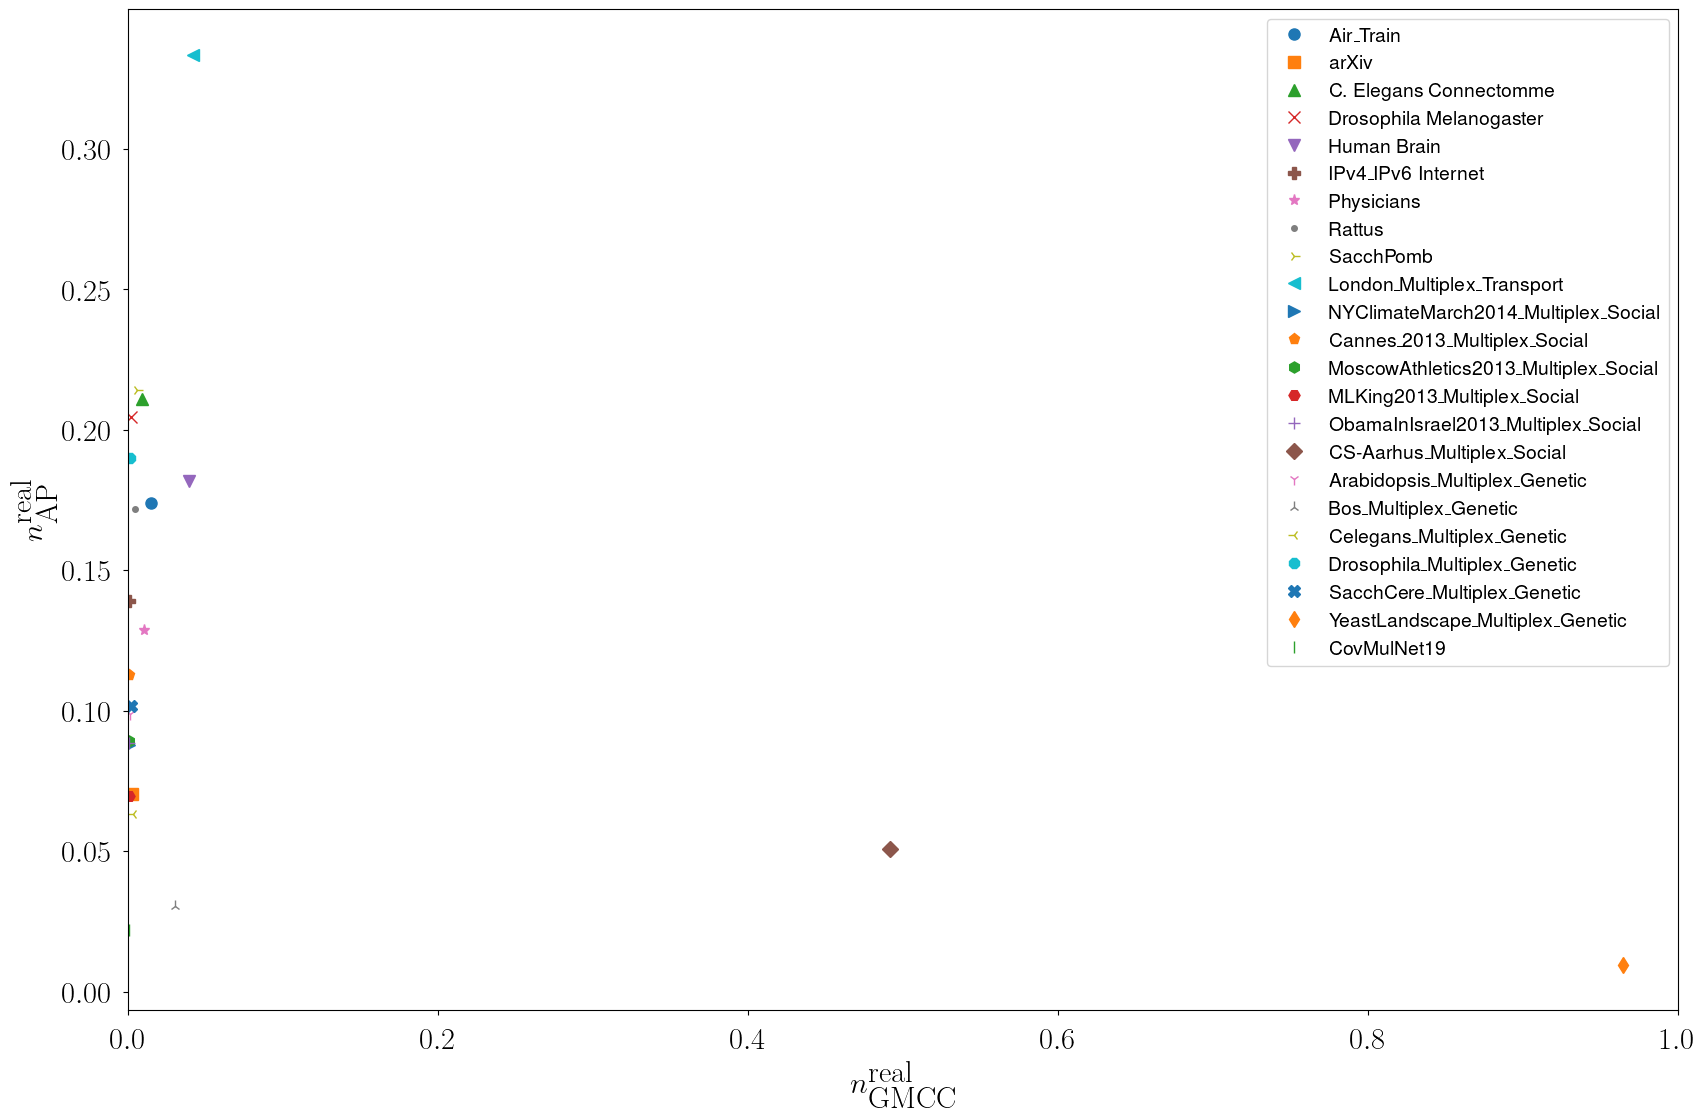 Air_Train
arXiv
C. Elegans Connectomme
Drosophila Melanogaster
Human Brain
IPv4_IPv6 Internet
Physicians
Rattus
SacchPomb
London_Multiplex_Transport
NYClimateMarch2014_Multiplex_Social
Cannes_2013_Multiplex_Social
MoscowAthletics2013_Multiplex_Social
MLKing2013_Multiplex_Social
ObamaInIsrael2013_Multiplex_Social
CS-Aarhus_Multiplex_Social
Arabidopsis_Multiplex_Genetic
Bos_Multiplex_Genetic
Celegans_Multiplex_Genetic
Drosophila_Multiplex_Genetic
SacchCere_Multiplex_Genetic
YeastLandscape_Multiplex_Genetic
CovMulNet19
0.30
0.25
0.20
0.15
0.10
0.05
0.00
n^real_AP
0.0 0.2 0.4 0.6 0.8 1.0
n^real_GMCC